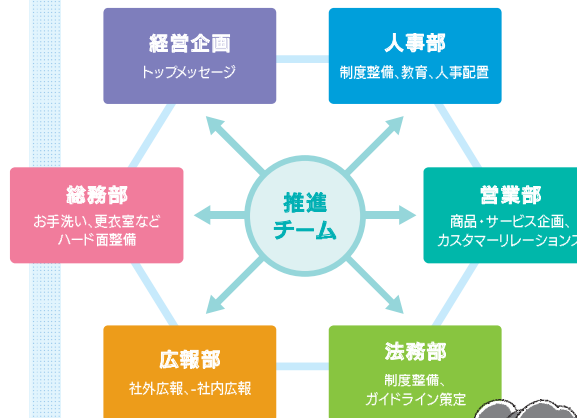 経営企画
トップメッセージ
人事部
制度整備、教育、人事配置
総務部
お手洗い、更衣室など
ハード面整備
推進
チーム
営業部
商品・サービス企画、
カスタマーリレーションズ
広報部
社外広報、-社内広報
法務部
制度整備、
ガイドライン策定